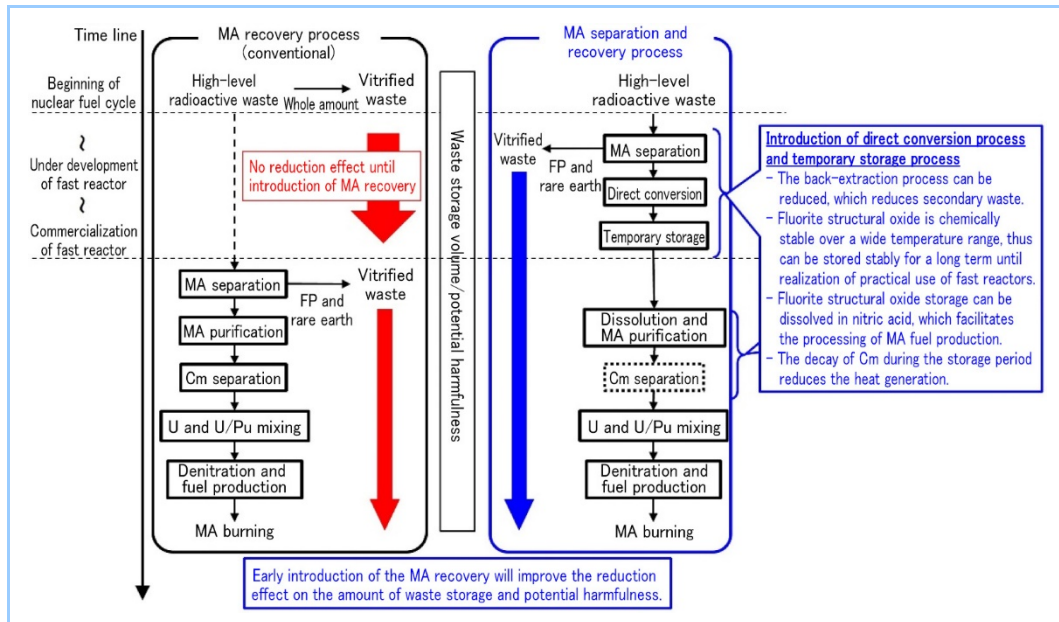 Time line
Beginning of
nuclear fuel cycle
~
Under development
of fast reactor
~
Commercialization
of fast reactor
MA recovery process
(conventional)
High-level
radioactive waste
Whole amount
Vitrified
waste
No reduction effect until
introduction of MA recovery
MA separation
FP and
rare earth
Vitrified
waste
MA purification
Cm separation
U and U/Pu mixing
Denitration and
fuel production
MA burning
Waste storage volume/potential harmfulness
MA separation and
recovery process
High-level
radioactive waste
Vitrified
waste
MA separation
FP and
rare earth
Direct conversion
Temporary storage
Dissolution and
MA purification
Cm separation
U and U/Pu mixing
Denitration and
fuel production
MA burning
Introduction of direct conversion process
and temporary storage process
- The back-extraction process can be
reduced, which reduces secondary waste.
- Fluorite structural oxide is chemically
stable over a wide temperature range, thus
can be stored stably for a long term until
realization of practical use of fast reactors.
- Fluorite structural oxide storage can be
dissolved in nitric acid, which facilitates
the processing of MA fuel production.
- The decay of Cm during the storage period
reduces the heat generation.
Early introduction of the MA recovery will improve the reduction
effect on the amount of waste storage and potential harmfulness.